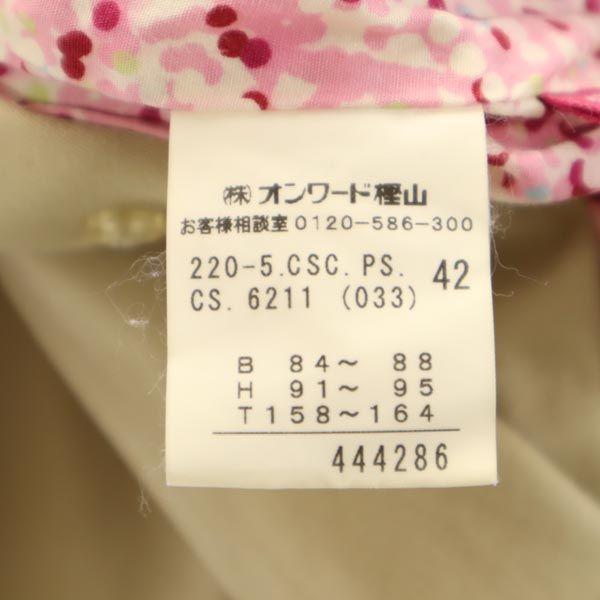 (株) オンワード樫山
お客様相談室 0120-586-300
220-5.CSC.PS. 42
CS.6211 (033)
B 84~ 88
H 91~ 95
T 158~164
444286